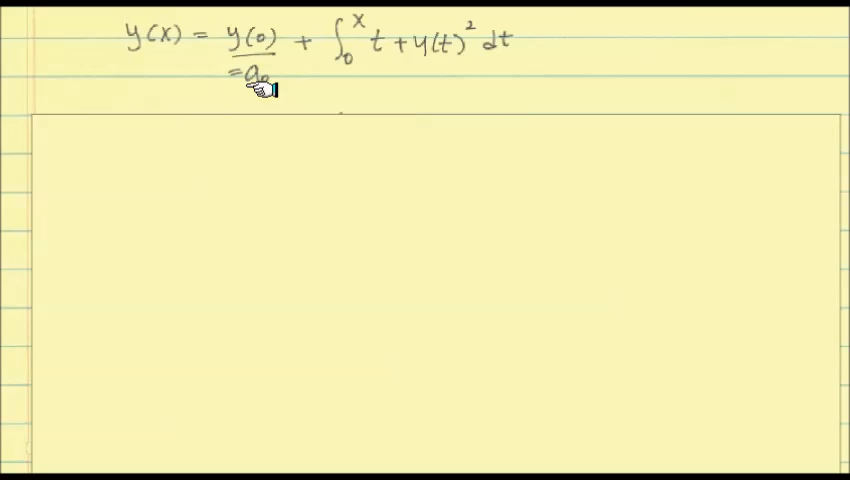 y(x) = y(0) + ∫₀ˣ t + y(t)² dt
= a₀